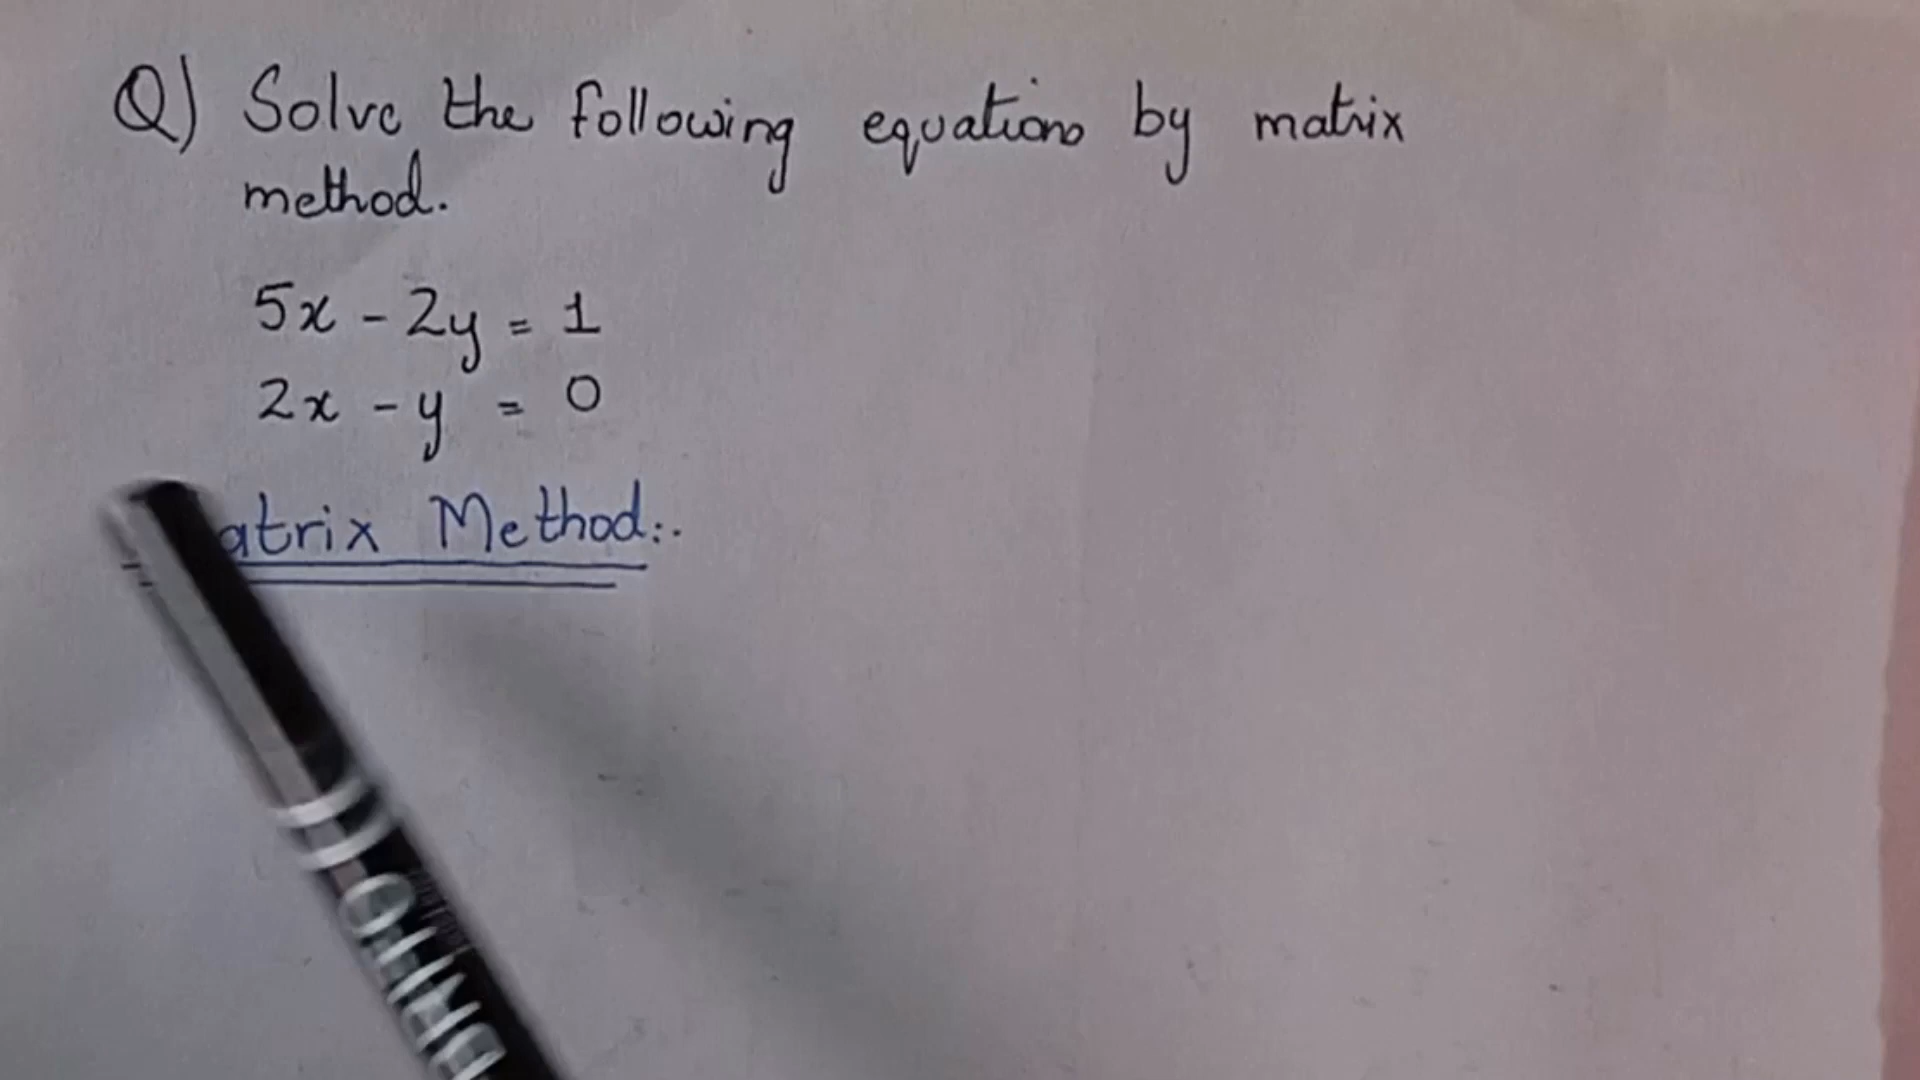 Q) Solve the following equations by matrix
method.
5x - 2y = 1
2x - y = 0
atrix Method:.